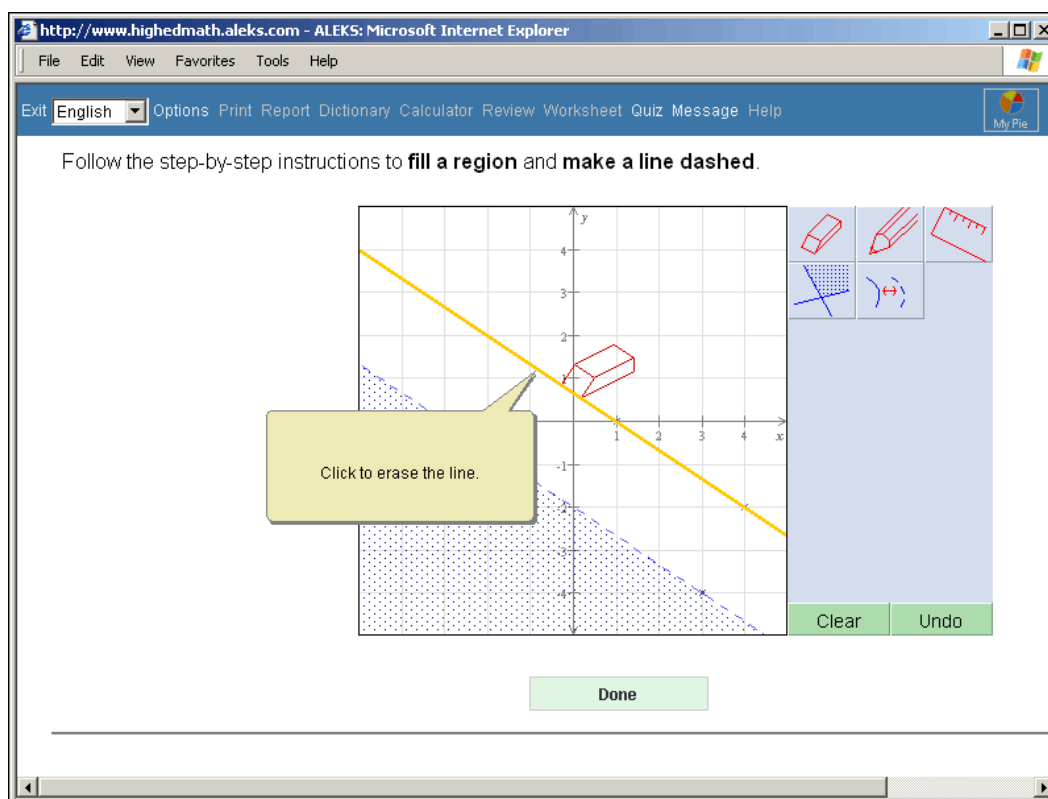 http://www.highedmath.aleks.com - ALEKS: Microsoft Internet Explorer
File Edit View Favorites Tools Help
Exit English Options Print Report Dictionary Calculator Review Worksheet Quiz Message Help
My Pie
Follow the step-by-step instructions to fill a region and make a line dashed.
y
4
3
2
1
1 2 3 4 x
-1
-2
-3
-4
Click to erase the line.
Clear Undo
Done